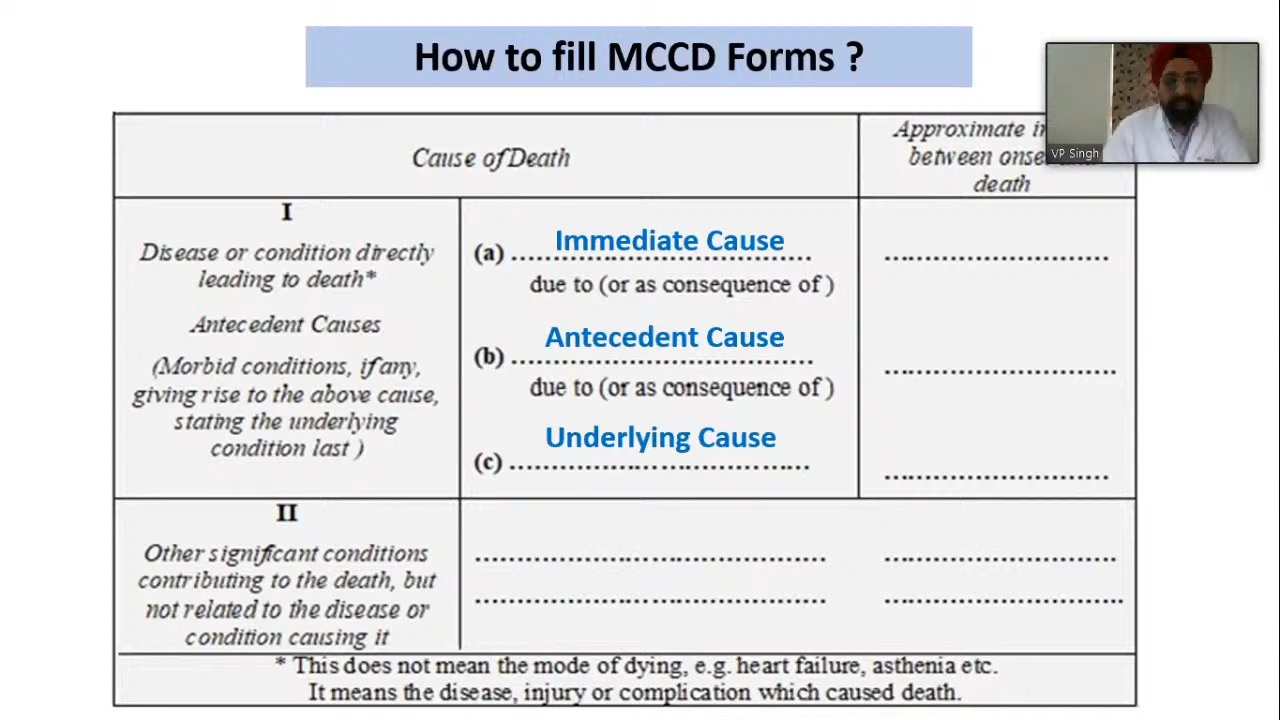 How to fill MCCD Forms ?
VP Singh
Cause of Death
Approximate
between
death
I
Disease or condition directly
leading to death*
Antecedent Causes
(Morbid conditions, if any,
giving rise to the above cause,
stating the underlying
condition last )
(a) Immediate Cause
due to (or as consequence of )
(b) Antecedent Cause
due to (or as consequence of )
(c) Underlying Cause
II
Other significant conditions
contributing to the death, but
not related to the disease or
condition causing it
* This does not mean the mode of dying, e.g. heart failure, asthenia etc.
It means the disease, injury or complication which caused death.